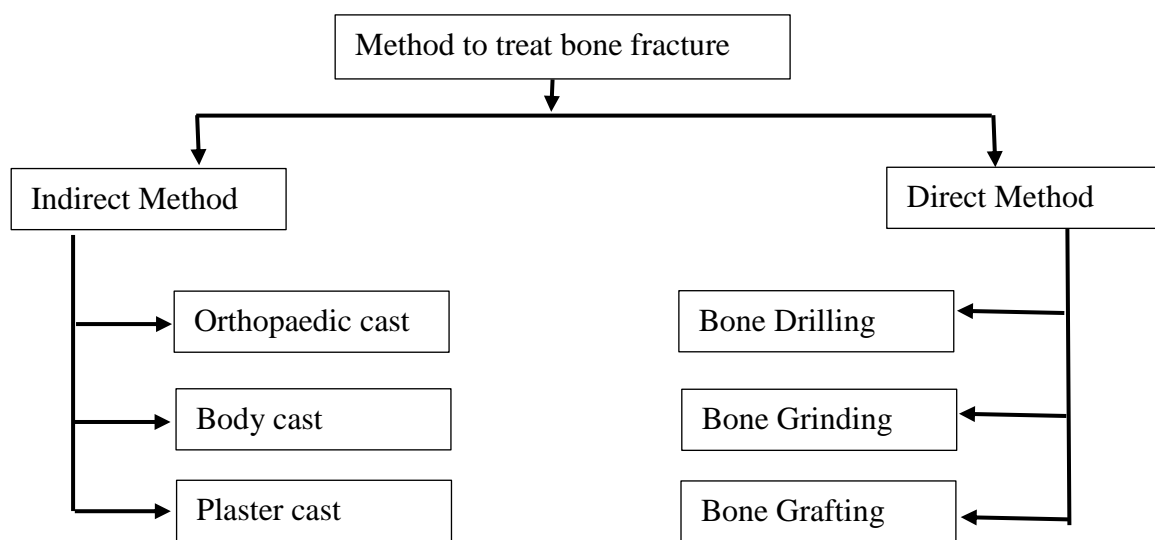 Method to treat bone fracture
Indirect Method
Direct Method
Orthopaedic cast
Bone Drilling
Body cast
Bone Grinding
Plaster cast
Bone Grafting